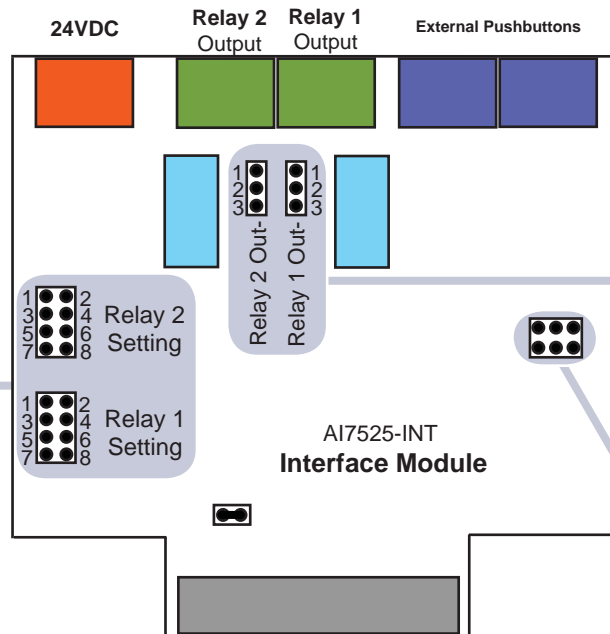 24VDC
Relay 2
Output
Relay 1
Output
External Pushbuttons
1
2
3
1
2
3
Relay 2 Out-
Relay 1 Out-
1 2
3 4
5 6
7 8
Relay 2
Setting
1 2
3 4
5 6
7 8
Relay 1
Setting
AI7525-INT
Interface Module